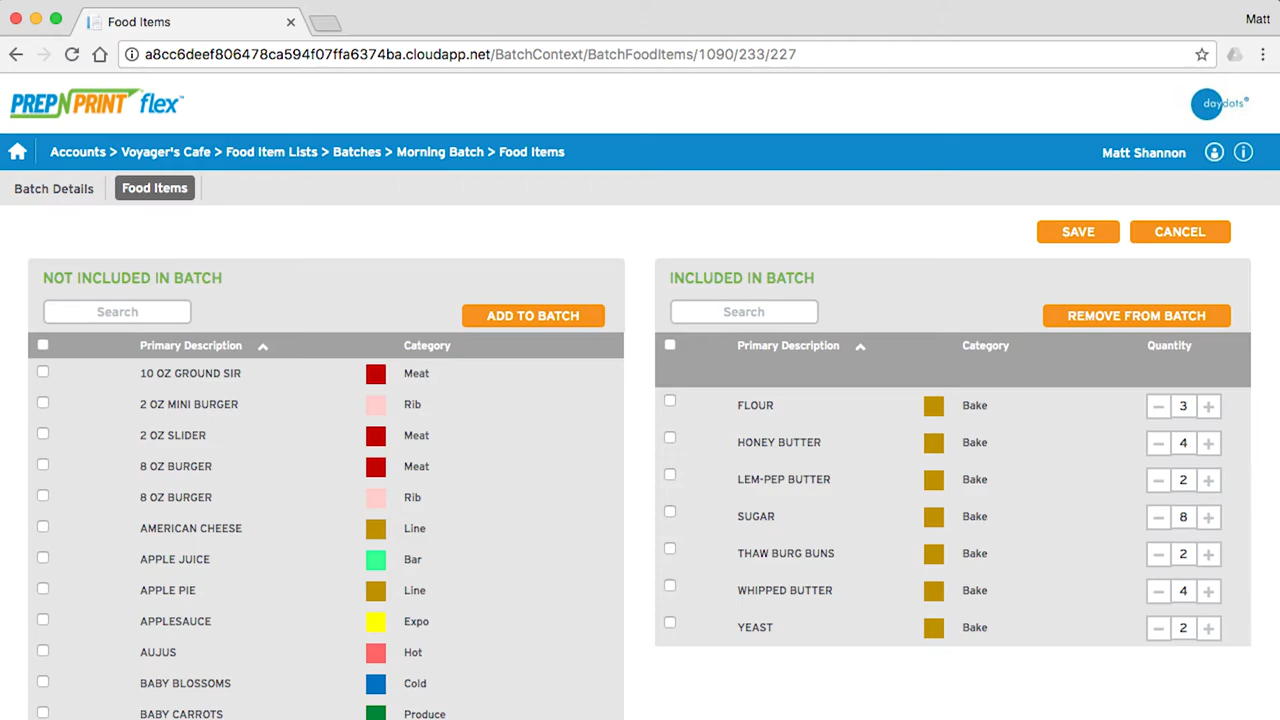 Food Items
Matt
a8cc6deef806478ca594f07ffa6374ba.cloudapp.net/BatchContext/BatchFoodItems/1090/233/227
PREPNPRINT flex™
daydots®
Accounts > Voyager's Cafe > Food Item Lists > Batches > Morning Batch > Food Items
Matt Shannon
Batch Details
Food Items
SAVE
CANCEL
NOT INCLUDED IN BATCH
Search
ADD TO BATCH
Primary Description Category
10 OZ GROUND SIR Meat
2 OZ MINI BURGER Rib
2 OZ SLIDER Meat
8 OZ BURGER Meat
8 OZ BURGER Rib
AMERICAN CHEESE Line
APPLE JUICE Bar
APPLE PIE Line
APPLESAUCE Expo
AUJUS Hot
BABY BLOSSOMS Cold
BABY CARROTS Produce
INCLUDED IN BATCH
Search
REMOVE FROM BATCH
Primary Description Category Quantity
FLOUR Bake - 3 +
HONEY BUTTER Bake - 4 +
LEM-PEP BUTTER Bake - 2 +
SUGAR Bake - 8 +
THAW BURG BUNS Bake - 2 +
WHIPPED BUTTER Bake - 4 +
YEAST Bake - 2 +